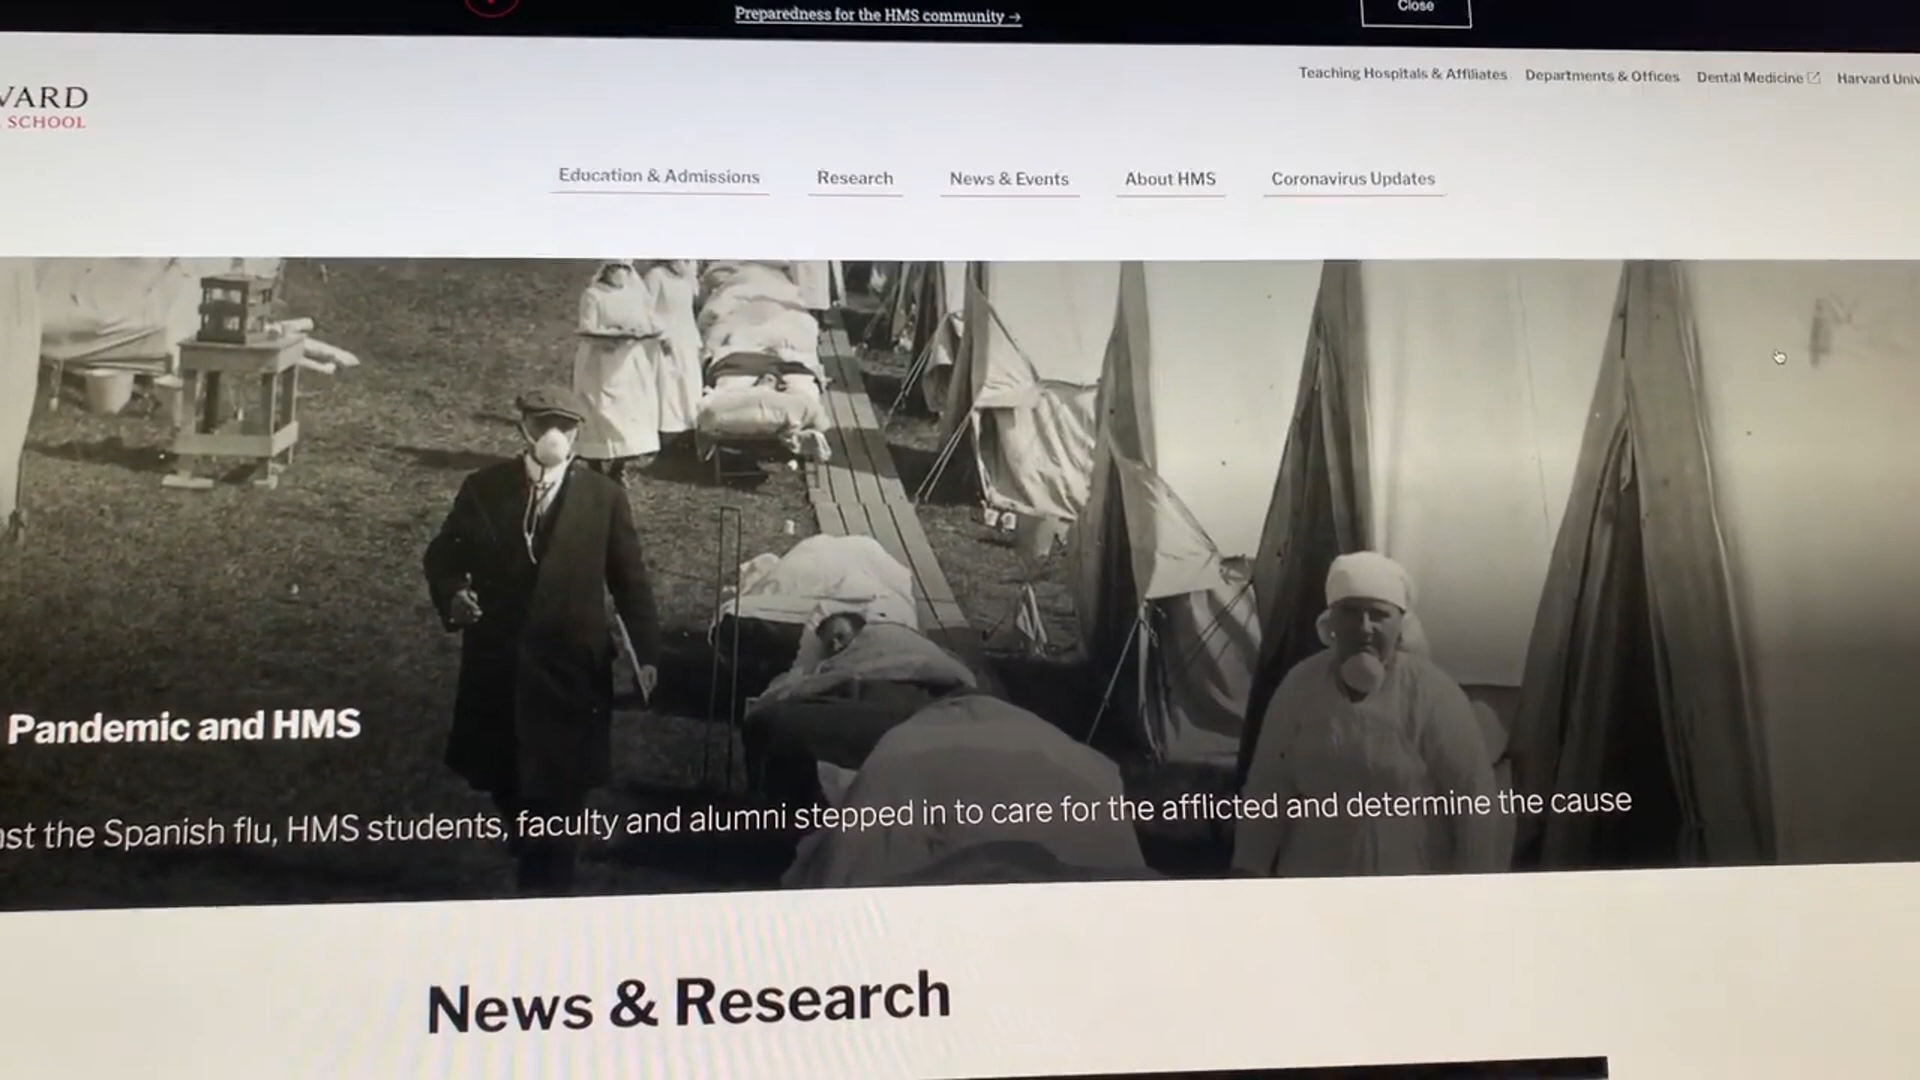 Preparedness for the HMS community →
Close
Teaching Hospitals & Affiliates Departments & Offices Dental Medicine Harvard Univ
VARD
SCHOOL
Education & Admissions Research News & Events About HMS Coronavirus Updates
Pandemic and HMS
st the Spanish flu, HMS students, faculty and alumni stepped in to care for the afflicted and determine the cause
News & Research